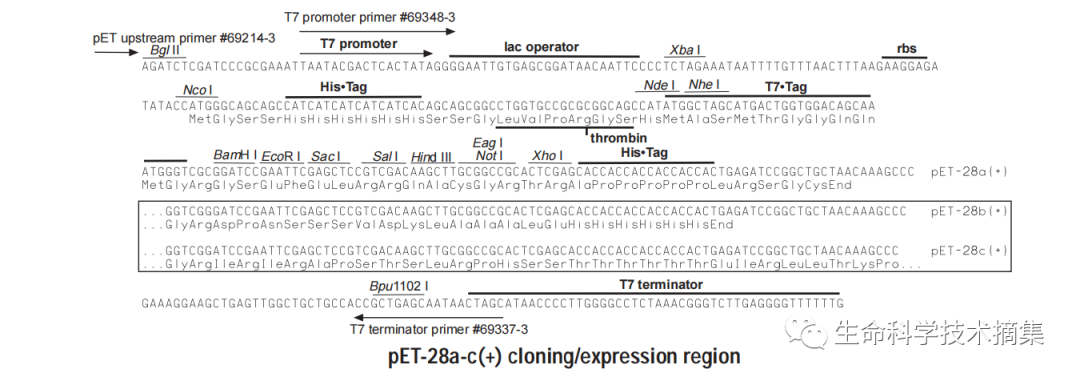 T7 promoter primer #69348-3
pET upstream primer #69214-3
Bgl II
T7 promoter
lac operator
Xba I
rbs
AGATCTCGATCCCGCGAAATTAATACGACTCACTATAGGGGAATTGTGAGCGGATAACAATTCCCCTCTAGAAATAATTTTGTTTAACTTTAAGAAGGAGA
Nco I
His•Tag
Nde I
Nhe I
T7•Tag
TATACCATGGGCAGCAGCCATCATCATCATCATCACAGCAGCGGCCTGGTGCCGCGCGGCAGCCATATGGCTAGCATGACTGGTGGACAGCAA
MetGlySerSerHisHisHisHisHisHisSerSerGlyLeuValProArgGlySerHisMetAlaSerMetThrGlyGlyGlnGln
thrombin
BamH I
EcoR I
Sac I
Sal I
Hind III
Eag I
Not I
Xho I
His•Tag
ATGGGTCGCGGATCCGAATTCGAGCTCCGTCGACAAGCTTGCGGCCGCACTCGAGCACCACCACCACCACCACTGAGATCCGGCTGCTAACAAAGCCC
pET-28a(+)
MetGlyArgGlySerGluPheGluLeuArgArgGlnAlaCysGlyArgThrArgAlaProProProProProLeuArgSerGlyCysEnd
...GGTCGGGATCCGAATTCGAGCTCCGTCGACAAGCTTGCGGCCGCACTCGAGCACCACCACCACCACCACTGAGATCCGGCTGCTAACAAAGCCC
pET-28b(+)
...GlyArgAspProAsnSerSerSerValAspLysLeuAlaAlaAlaLeuGluHisHisHisHisHisHisEnd
...GGTCGGATCCGAATTCGAGCTCCGTCGACAAGCTTGCGGCCGCACTCGAGCACCACCACCACCACCACTGAGATCCGGCTGCTAACAAAGCCC
pET-28c(+)
...GlyArgIleArgIleArgAlaProSerThrSerLeuArgProHisSerSerThrThrThrThrThrThrGluIleArgLeuLeuThrLysPro...
Bpu1102 I
T7 terminator
GAAAGGAAGCTGAGTTGGCTGCTGCCACCGCTGAGCAATAACTAGCATAACCCCTTGGGGCCTCTAAACGGGTCTTGAGGGGTTTTTTG
T7 terminator primer #69337-3
pET-28a-c(+) cloning/expression region
生命科学技术摘集